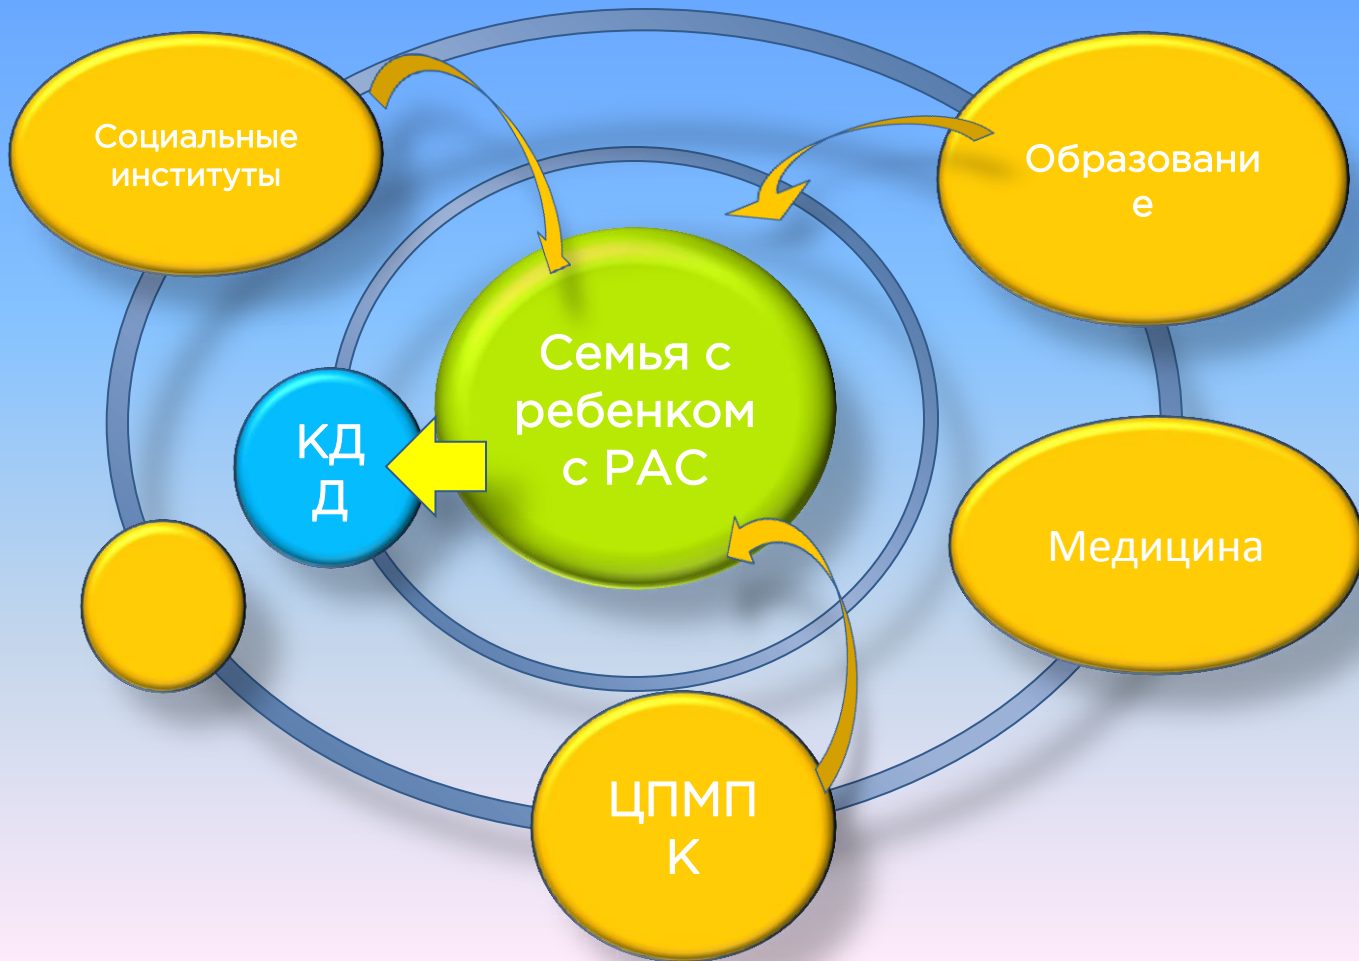 Социальные
институты
Образовани
е
Семья с
ребенком
с РАС
КД
Д
Медицина
ЦПМП
К